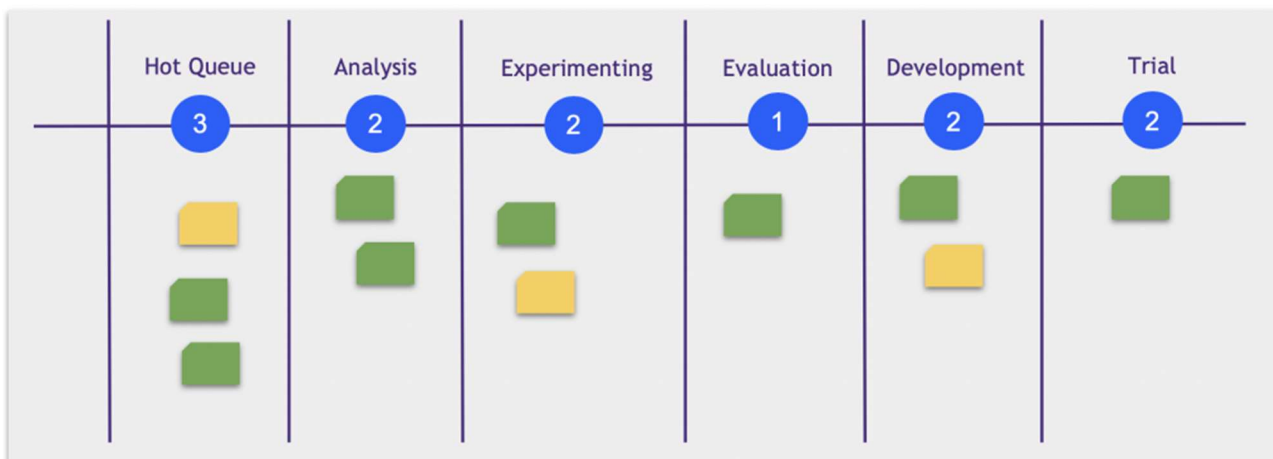 Hot Queue
Analysis
Experimenting
Evaluation
Development
Trial
3
2
2
1
2
2